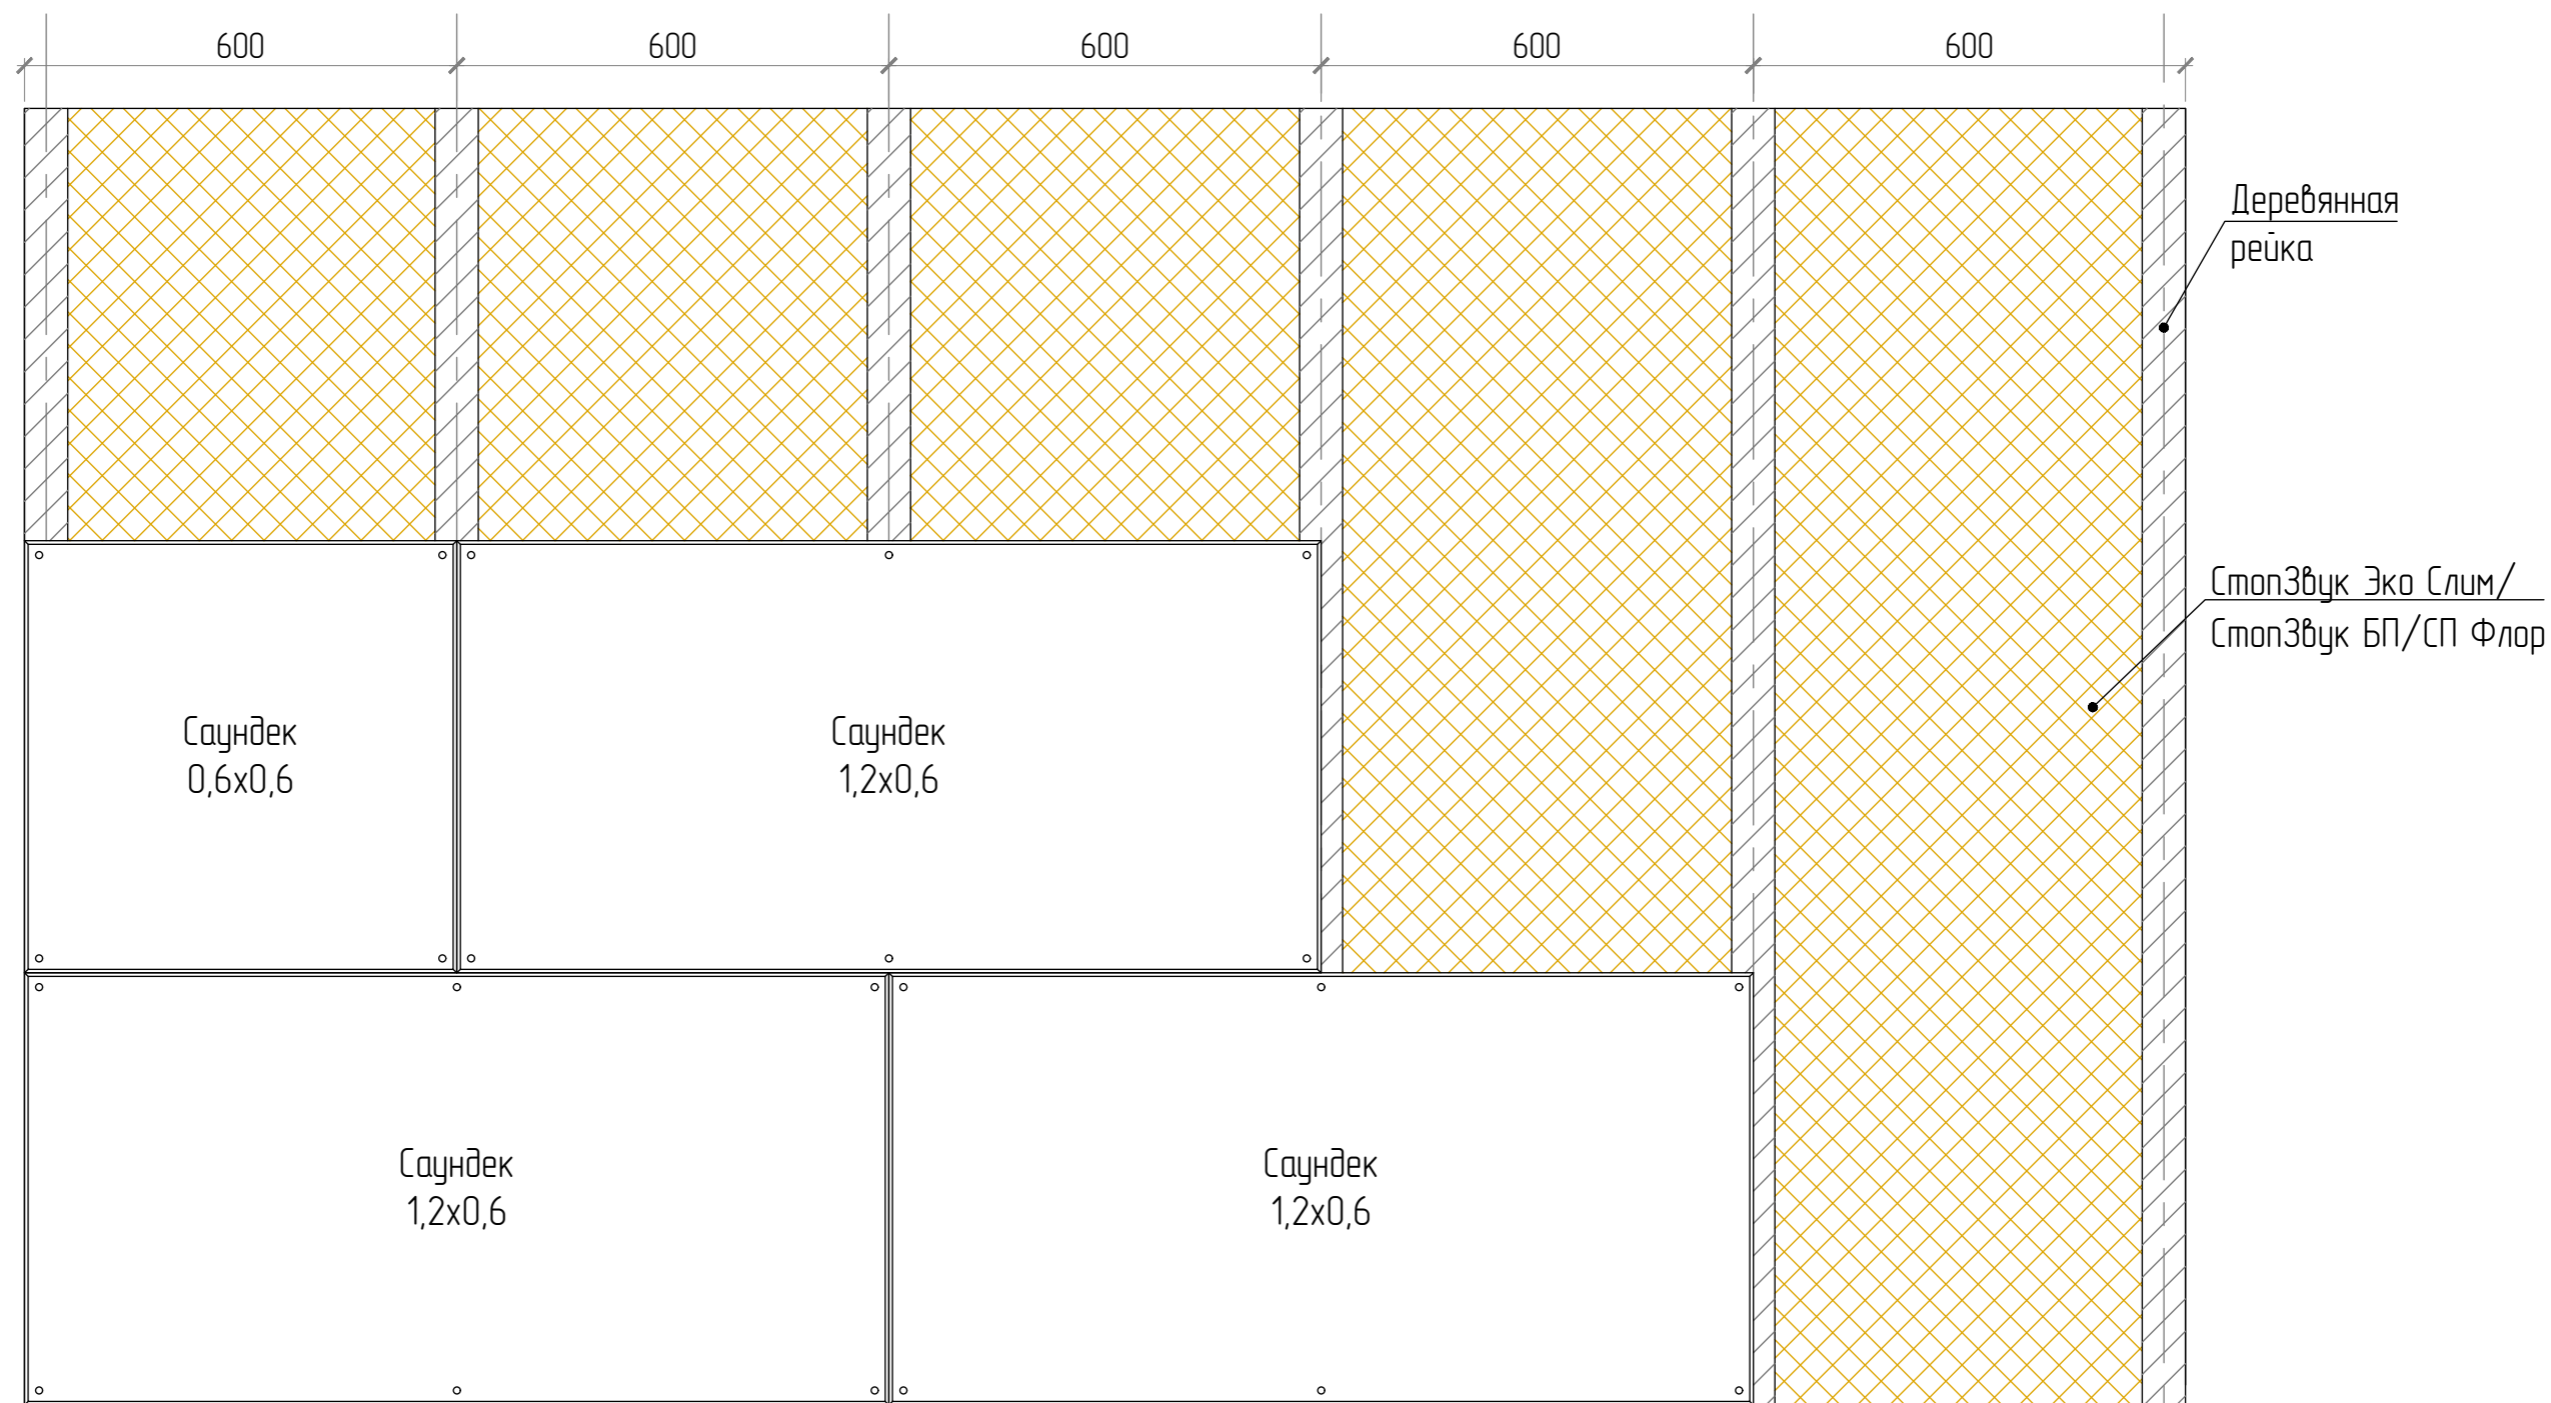 600 600 600 600 600
Деревянная
рейка
СтопЗвук Эко Слим/
СтопЗвук БП/СП Флор
Саундек Саундек
0,6х0,6 1,2х0,6
Саундек Саундек
1,2х0,6 1,2х0,6